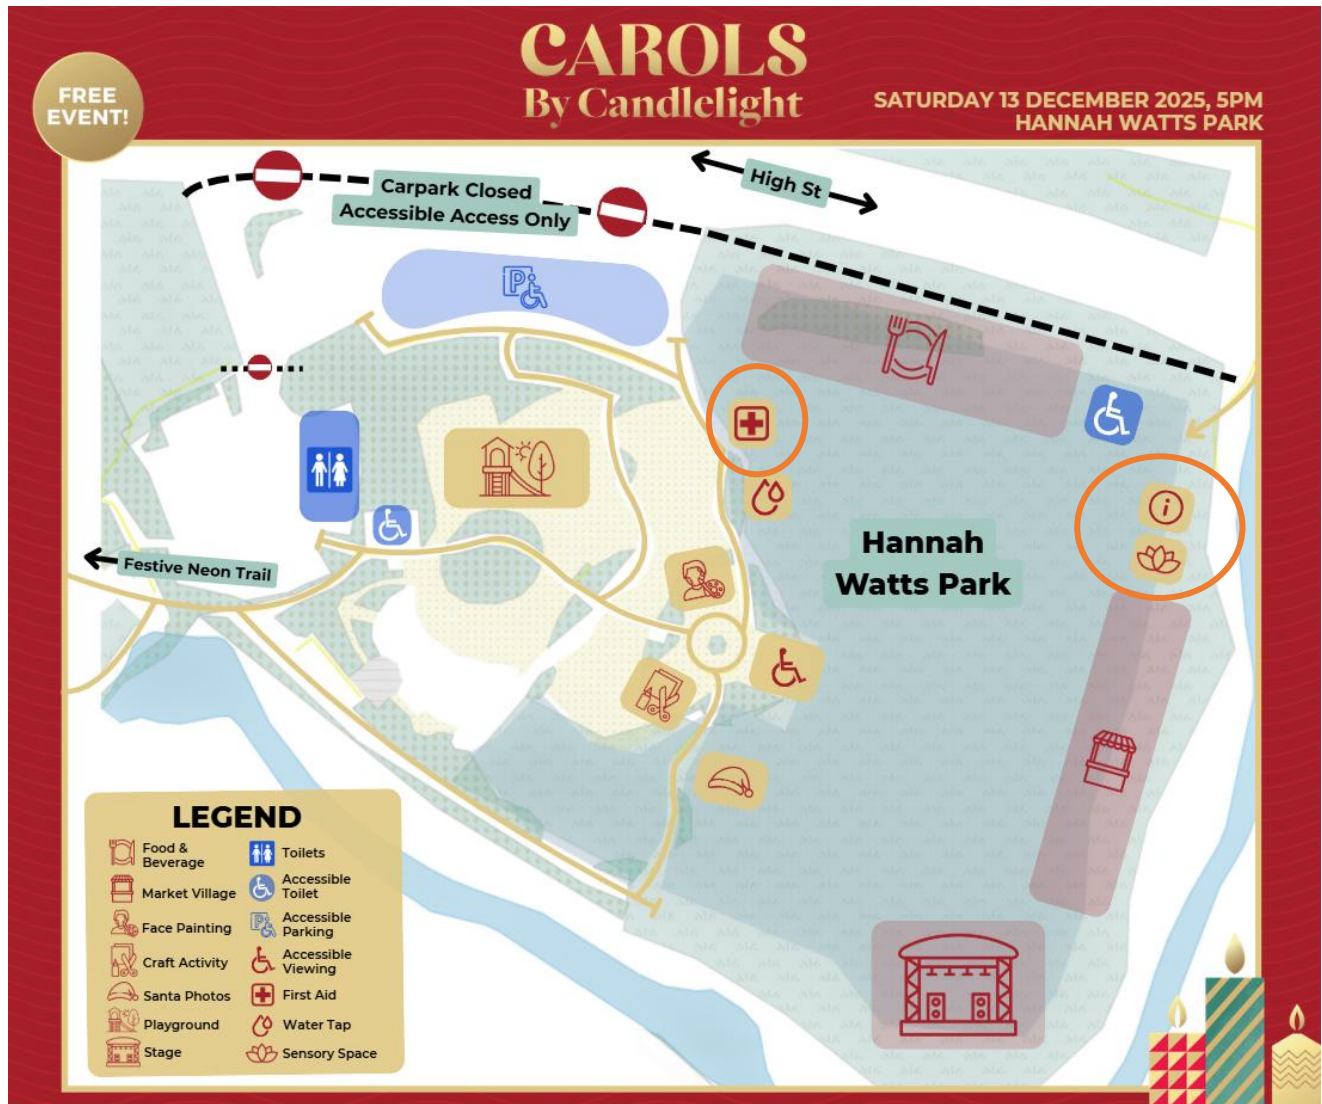 CAROLS
By Candlelight
FREE
EVENT!
SATURDAY 13 DECEMBER 2025, 5PM
HANNAH WATTS PARK
High St
Carpark Closed
Accessible Access Only
P
Hannah
Watts Park
i
Festive Neon Trail
LEGEND
Food &
Beverage
Market Village
Face Painting
Craft Activity
Santa Photos
Playground
Stage
Toilets
Accessible
Toilet
P
Accessible
Parking
Accessible
Viewing
First Aid
Water Tap
Sensory Space